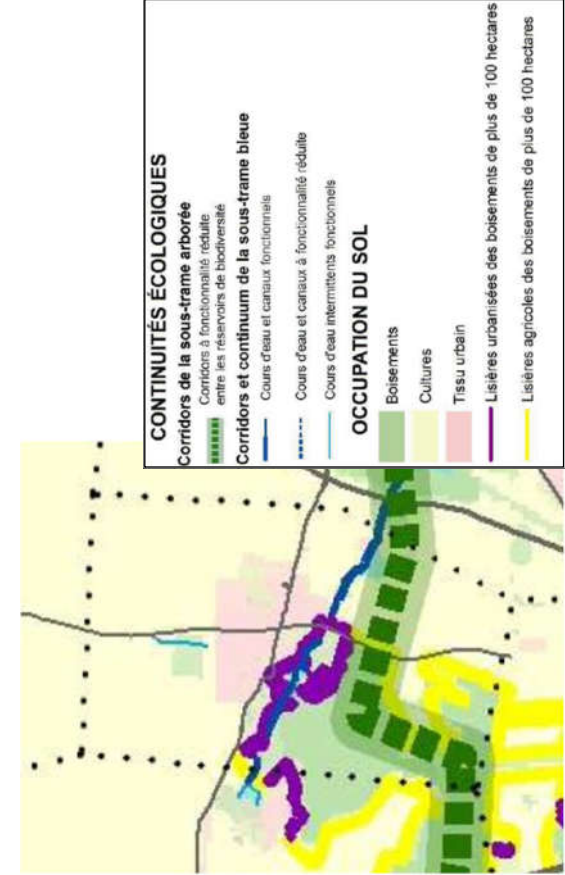 CONTINUITÉS ÉCOLOGIQUES
Corridors de la sous-trame arborée
Corridors à fonctionnalité réduite
entre les réservoirs de biodiversité
Corridors et continuum de la sous-trame bleue
Cours d'eau et canaux fonctionnels
Cours d'eau et canaux à fonctionnalité réduite
Cours d'eau intermittents fonctionnels
OCCUPATION DU SOL
Boisements
Cultures
Tissu urbain
Lisières urbanisées des boisements de plus de 100 hectares
Lisières agricoles des boisements de plus de 100 hectares